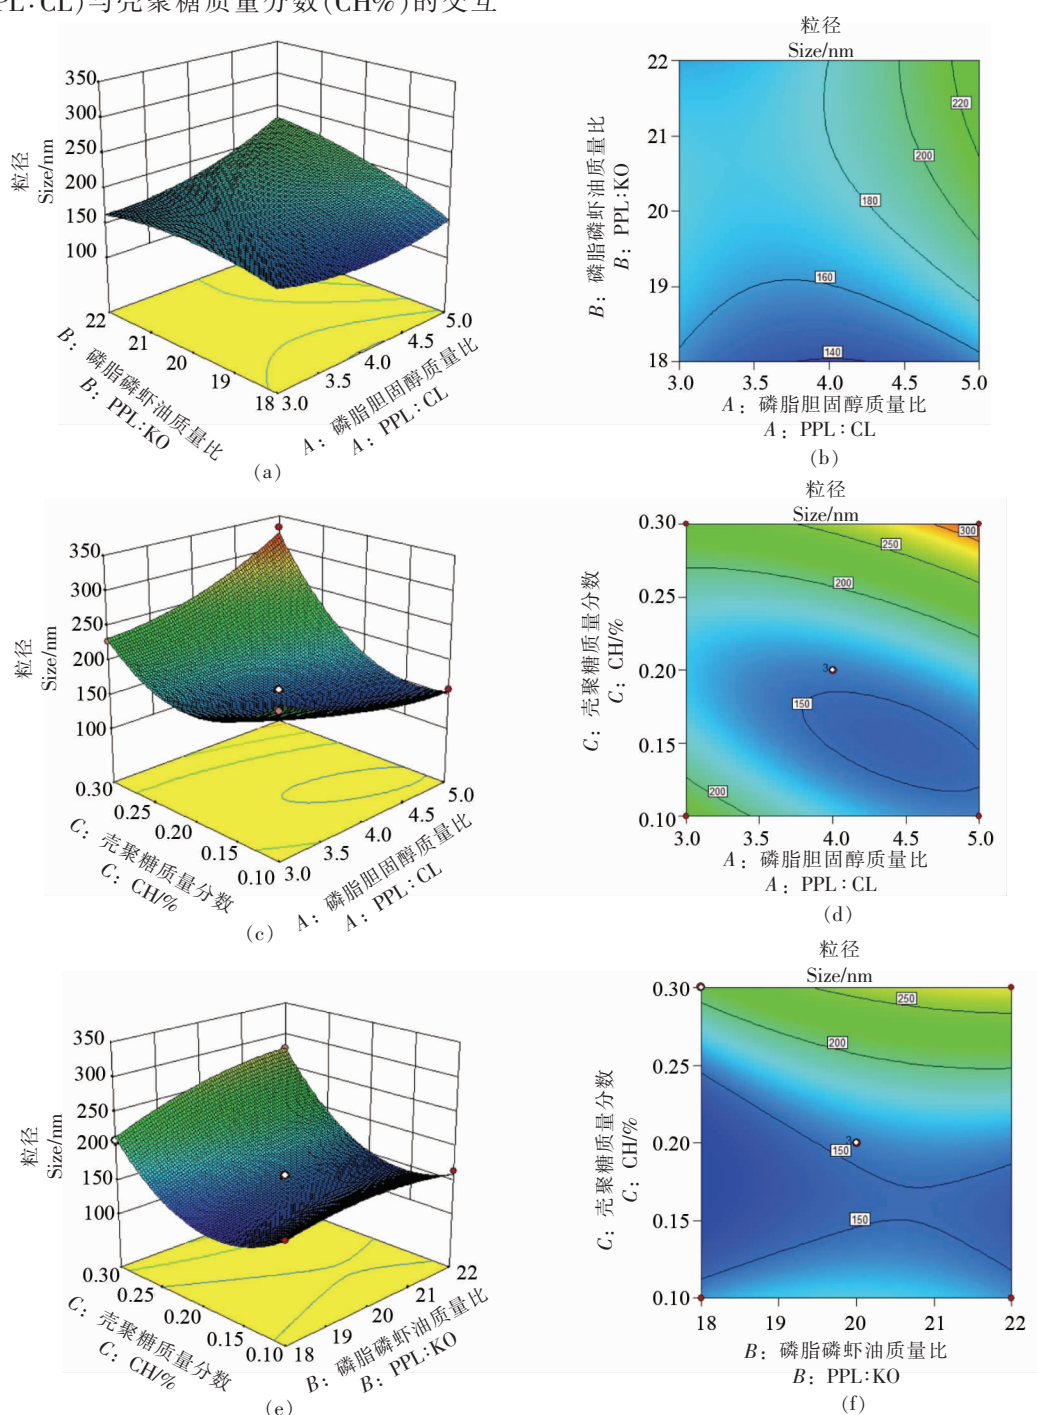 PL:CL)与壳聚糖质量分数(CH%)的交互
350
300
250
200
150
100
粒径
Size/nm
22
21
20
19
18
3.0
3.5
4.0
4.5
5.0
B：磷脂磷虾油质量比
B：PPL:KO
A：磷脂胆固醇质量比
A：PPL:CL
(a)
粒径
Size/nm
22
21
20
19
18
220
200
180
160
140
B：磷脂磷虾油质量比
B：PPL:KO
3.0 3.5 4.0 4.5 5.0
A：磷脂胆固醇质量比
A：PPL:CL
(b)
350
300
250
200
150
100
粒径
Size/nm
0.30
0.25
0.20
0.15
0.10
3.0
3.5
4.0
4.5
5.0
C：壳聚糖质量分数
C：CH/%
A：磷脂胆固醇质量比
A：PPL:CL
(c)
粒径
Size/nm
0.30
0.25
0.20
0.15
0.10
300
250
200
3
150
200
C：壳聚糖质量分数
C：CH/%
3.0 3.5 4.0 4.5 5.0
A：磷脂胆固醇质量比
A：PPL:CL
(d)
350
300
250
200
150
100
粒径
Size/nm
0.30
0.25
0.20
0.15
0.10
18
19
20
21
22
C：壳聚糖质量分数
C：CH/%
B：磷脂磷虾油质量比
B：PPL:KO
(e)
粒径
Size/nm
0.30
0.25
0.20
0.15
0.10
250
200
3
150
150
C：壳聚糖质量分数
C：CH/%
18 19 20 21 22
B：磷脂磷虾油质量比
B：PPL:KO
(f)